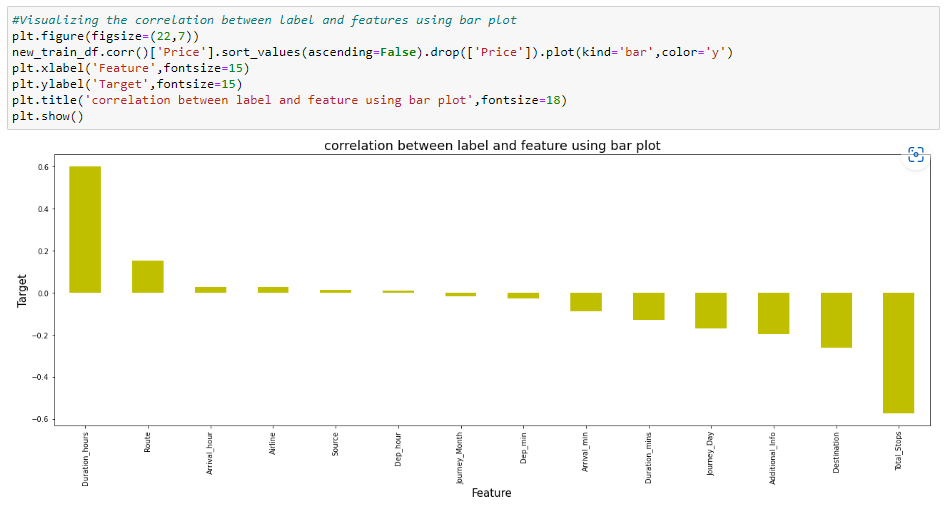 #Visualizing the correlation between label and features using bar plot
plt.figure(figsize=(22,7))
new_train_df.corr()['Price'].sort_values(ascending=False).drop(['Price']).plot(kind='bar',color='y')
plt.xlabel('Feature',fontsize=15)
plt.ylabel('Target',fontsize=15)
plt.title('correlation between label and feature using bar plot',fontsize=18)
plt.show()
correlation between label and feature using bar plot
Target
0.6
0.4
0.2
0.0
−0.2
−0.4
−0.6
Duration_hours
Route
Arrival_hour
Airline
Source
Dep_hour
Journey_Month
Dep_min
Arrival_min
Duration_mins
Journey_Day
Additional_Info
Destination
Total_Stops
Feature